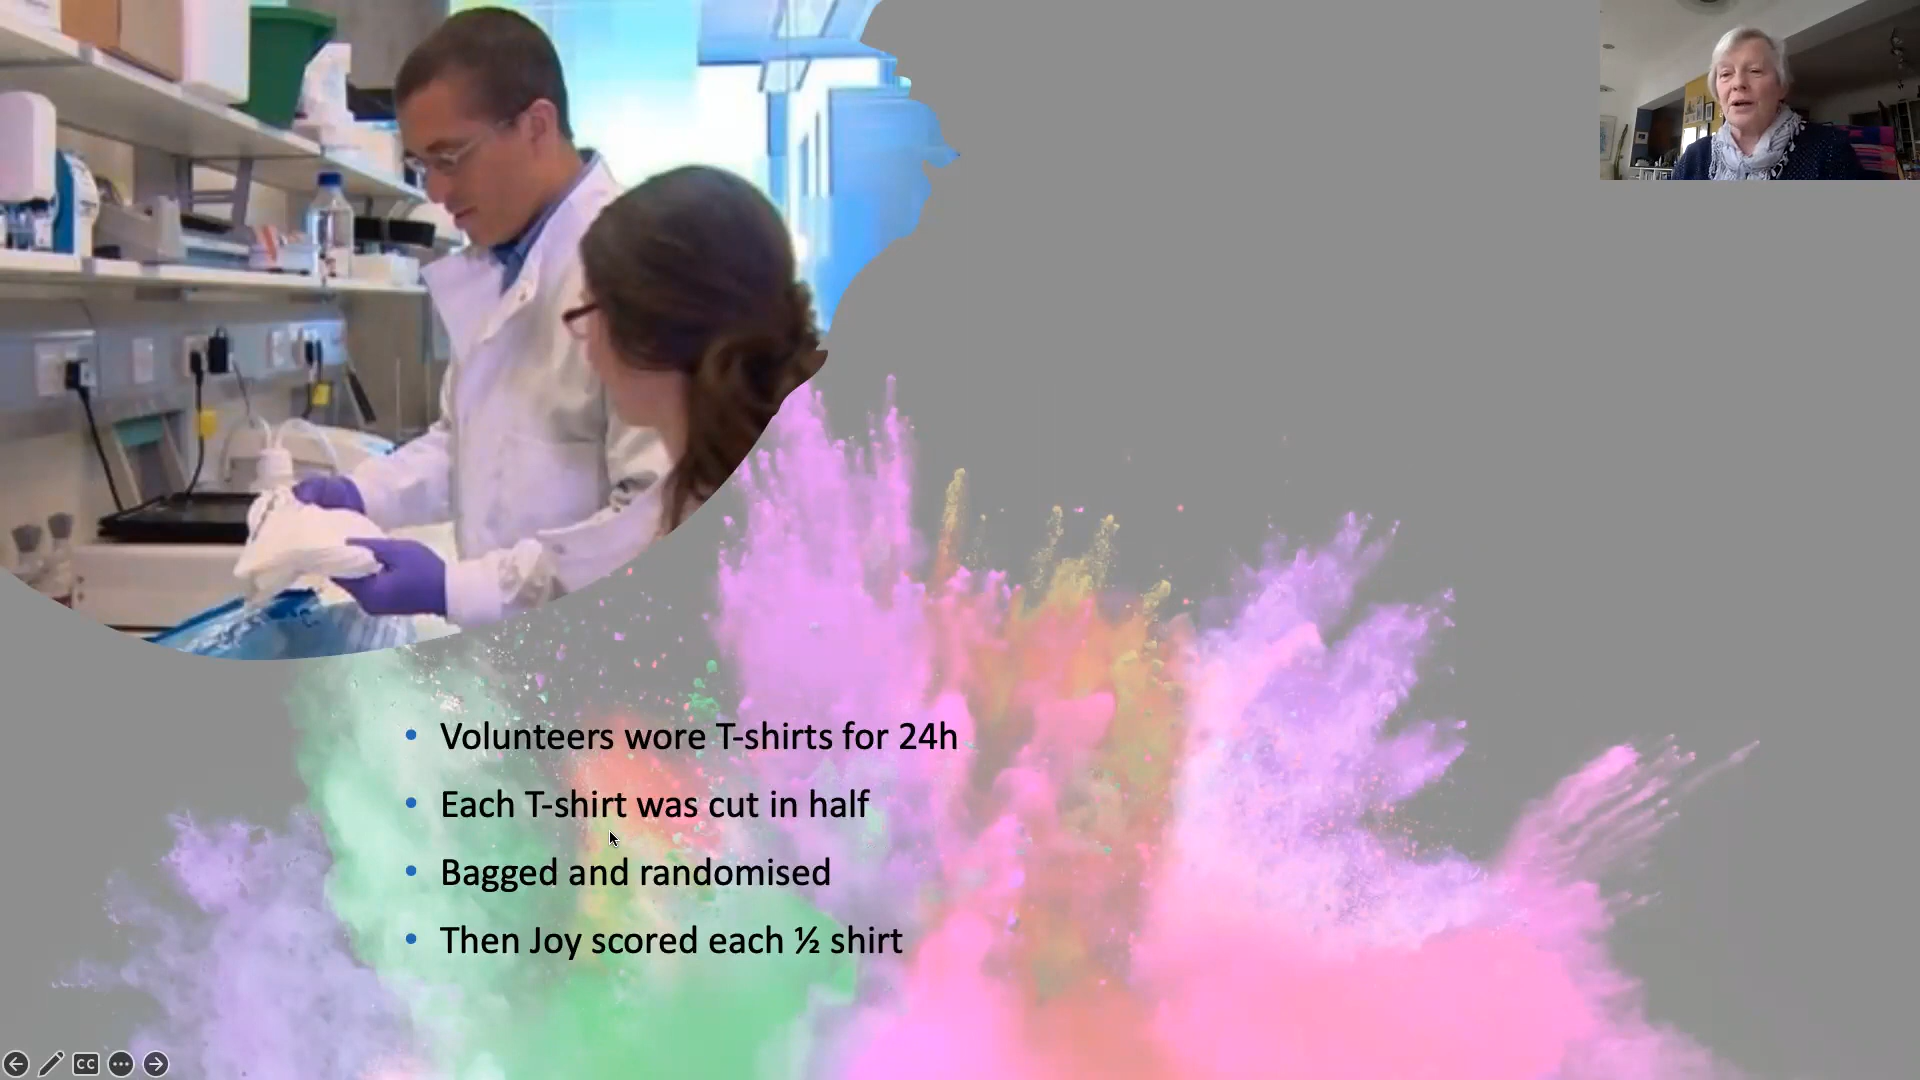 Volunteers wore T-shirts for 24h
Each T-shirt was cut in half
Bagged and randomised
Then Joy scored each ½ shirt
CC